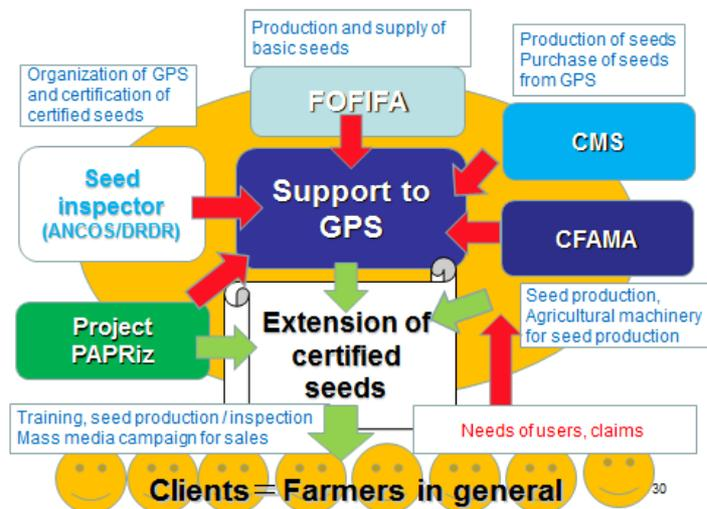 Production and supply of
basic seeds
Production of seeds
Purchase of seeds
from GPS
Organization of GPS
and certification of
certified seeds
FOFIFA
CMS
Seed
inspector
(ANCOS/DRDR)
Support to
GPS
CFAMA
Project
PAPRiz
Extension of
certified
seeds
Seed production,
Agricultural machinery
for seed production
Training, seed production / inspection
Mass media campaign for sales
Needs of users, claims
Clients＝Farmers in general
30